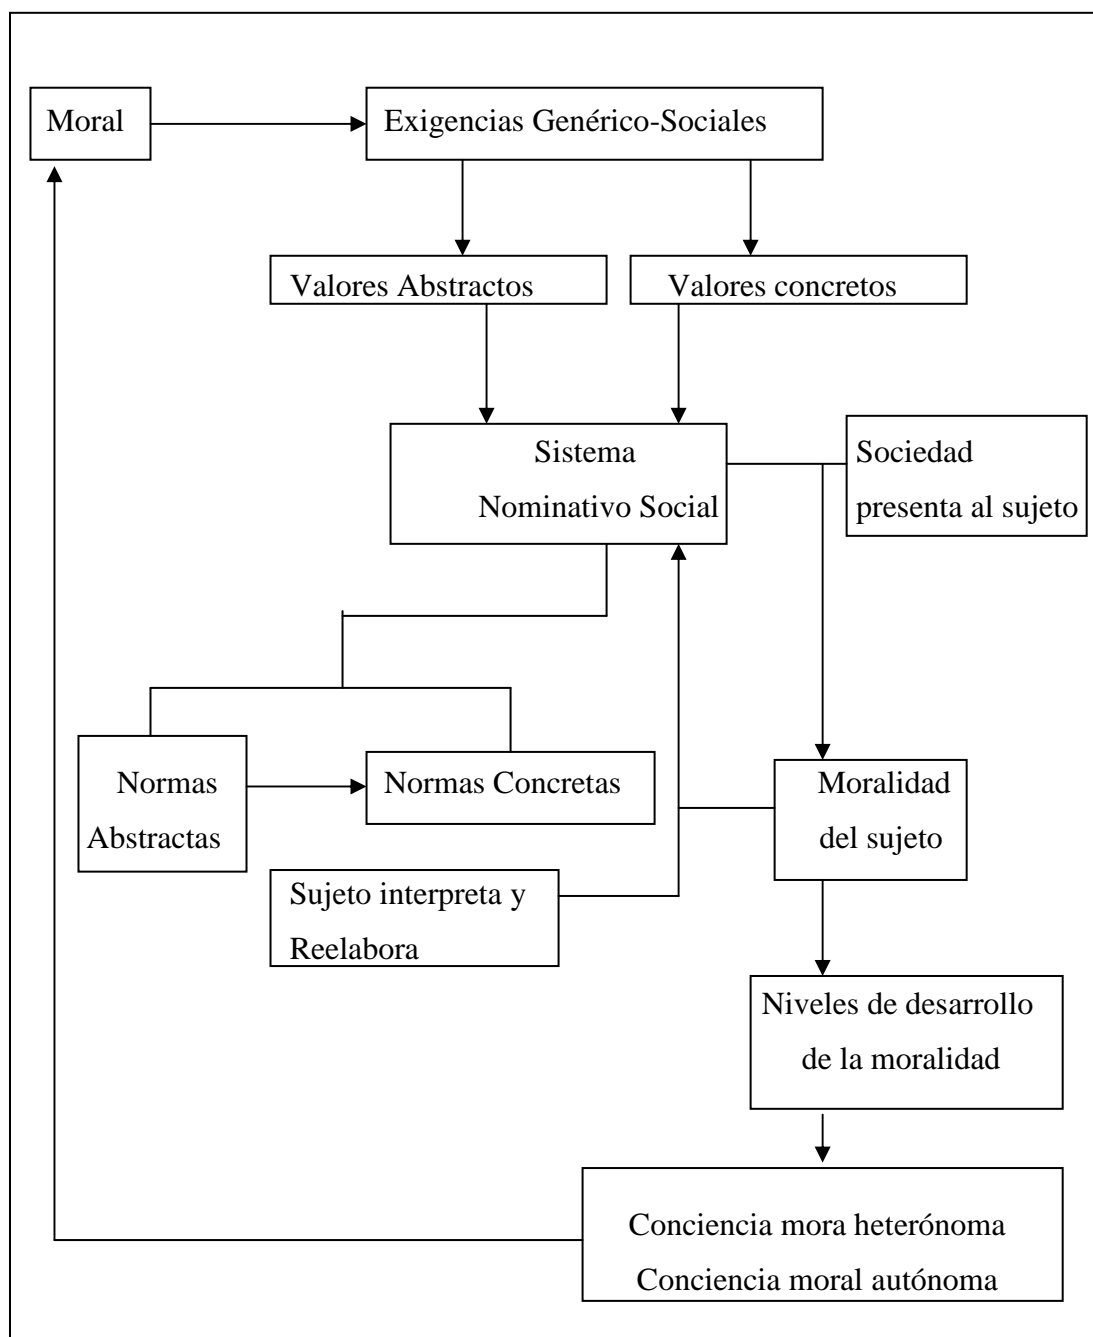 Moral
Exigencias Genérico-Sociales
Valores Abstractos
Valores concretos
Sistema
Nominativo Social
Sociedad
presenta al sujeto
Normas
Abstractas
Normas Concretas
Moralidad
del sujeto
Sujeto interpreta y
Reelabora
Niveles de desarrollo
de la moralidad
Conciencia mora heterónoma
Conciencia moral autónoma